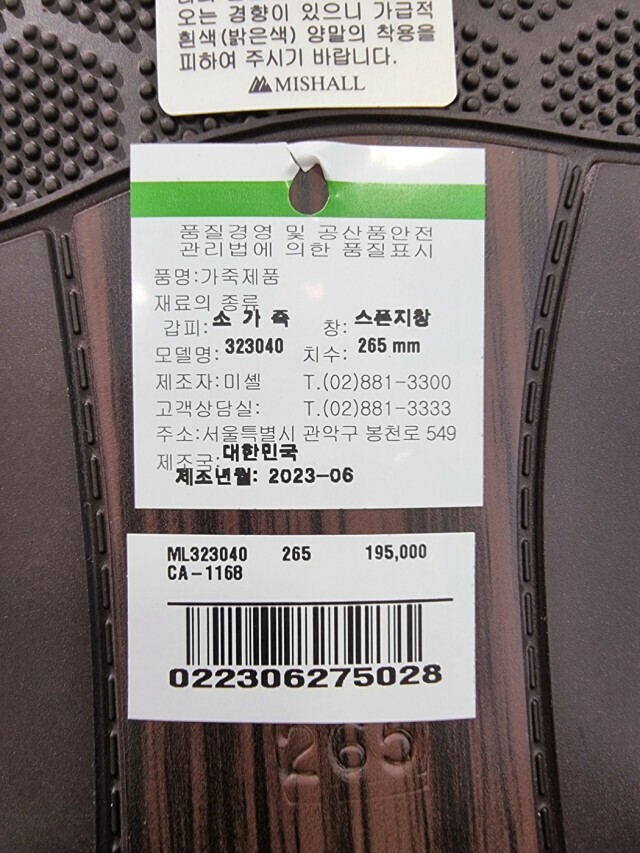 오는 경향이 있으니 가급적
흰색(밝은색) 양말의 착용을
피하여 주시기 바랍니다.
MISHALL
품질경영 및 공산품안전
관리법에 의한 품질표시
품명:가죽제품
재료의 종류
갑피: 소 가 죽 창: 스폰지창
모델명: 323040 치수: 265 mm
제조자:미셸 T.(02)881-3300
고객상담실: T.(02)881-3333
주소:서울특별시 관악구 봉천로 549
제조국: 대한민국
제조년월: 2023-06
ML323040 265 195,000
CA-1168
022306275028
265